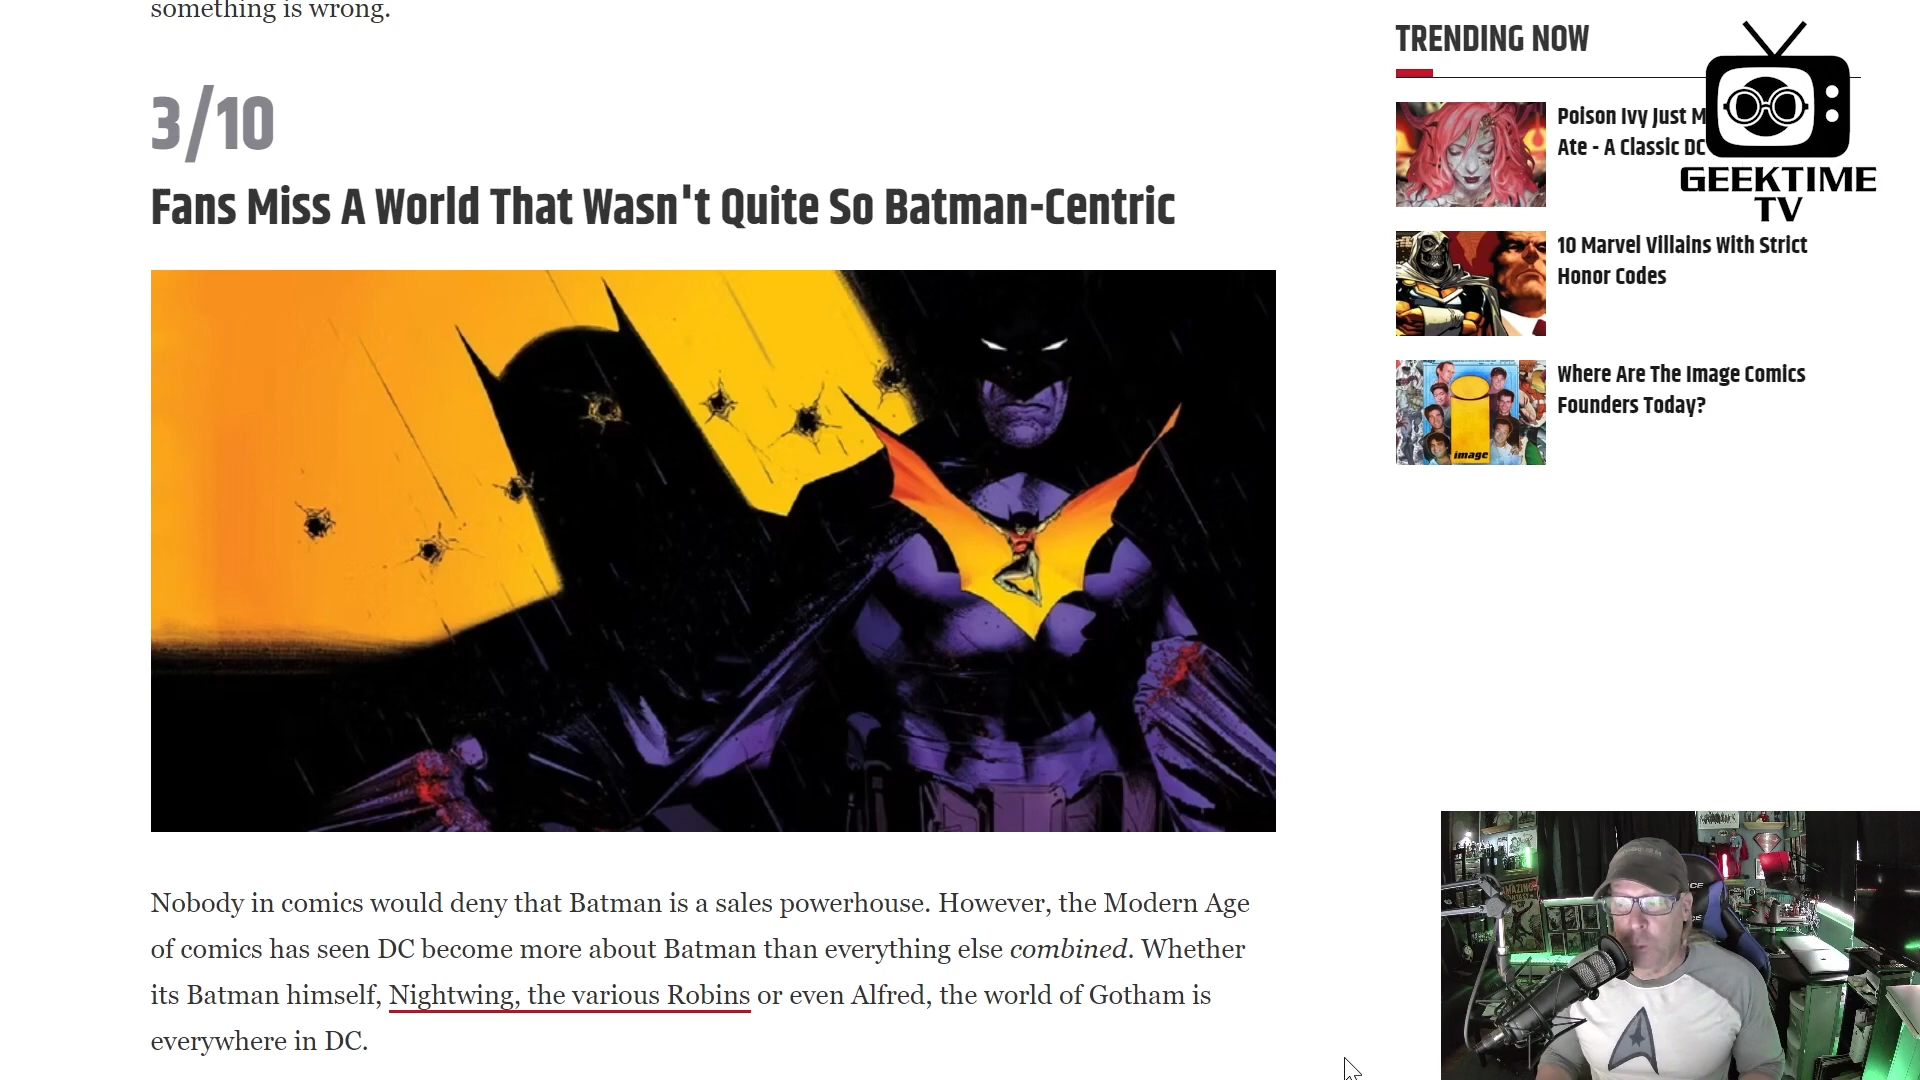 something is wrong.
3/10
Fans Miss A World That Wasn't Quite So Batman-Centric
Nobody in comics would deny that Batman is a sales powerhouse. However, the Modern Age
of comics has seen DC become more about Batman than everything else combined. Whether
its Batman himself, Nightwing, the various Robins or even Alfred, the world of Gotham is
everywhere in DC.
TRENDING NOW
Poison Ivy Just M
Ate - A Classic DC
GEEKTIME
TV
10 Marvel Villains With Strict
Honor Codes
Where Are The Image Comics
Founders Today?
image
AMAZING